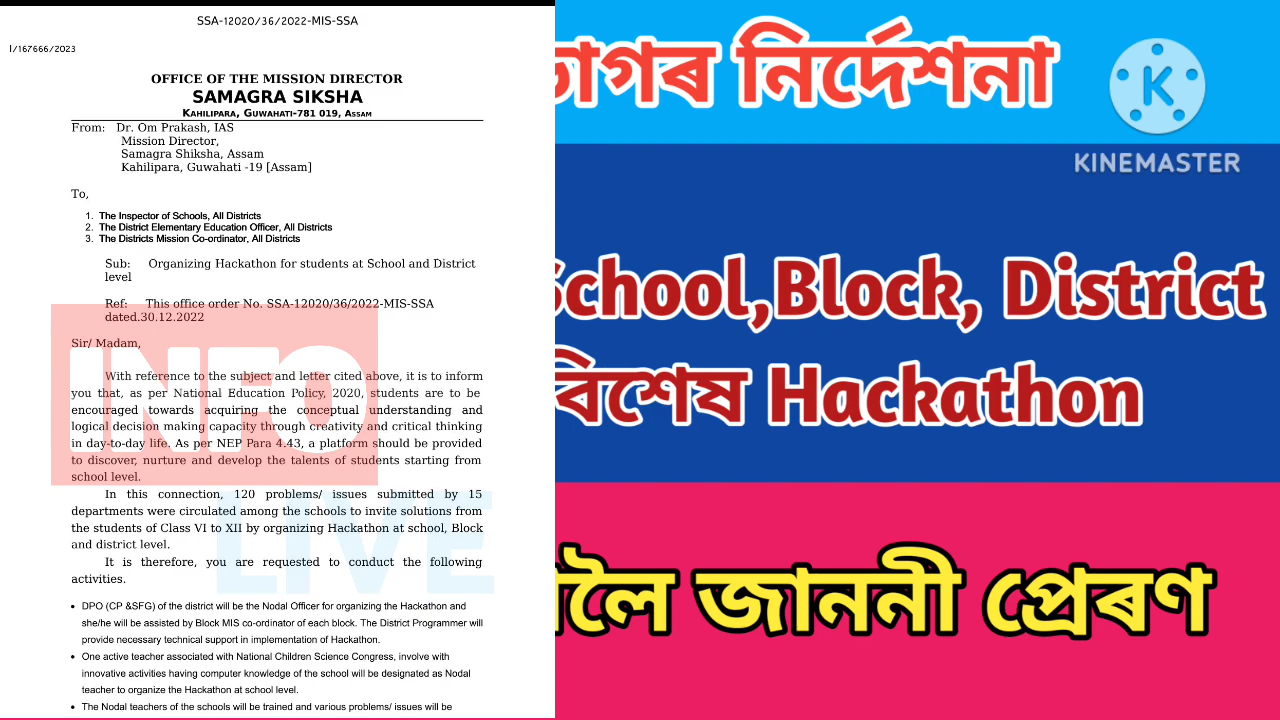 SSA-12020/36/2022-MIS-SSA
I/167666/2023
OFFICE OF THE MISSION DIRECTOR
SAMAGRA SIKSHA
Kahilipara, Guwahati-781 019, Assam
From: Dr. Om Prakash, IAS
Mission Director,
Samagra Shiksha, Assam
Kahilipara, Guwahati -19 [Assam]
To,
1. The Inspector of Schools, All Districts
2. The District Elementary Education Officer, All Districts
3. The Districts Mission Co-ordinator, All Districts
Sub: Organizing Hackathon for students at School and District
level
Ref: This office order No. SSA-12020/36/2022-MIS-SSA
dated.30.12.2022
Sir/ Madam,
With reference to the subject and letter cited above, it is to inform
you that, as per National Education Policy, 2020, students are to be
encouraged towards acquiring the conceptual understanding and
logical decision making capacity through creativity and critical thinking
in day-to-day life. As per NEP Para 4.43, a platform should be provided
to discover, nurture and develop the talents of students starting from
school level.
In this connection, 120 problems/ issues submitted by 15
departments were circulated among the schools to invite solutions from
the students of Class VI to XII by organizing Hackathon at school, Block
and district level.
It is therefore, you are requested to conduct the following
activities.
• DPO (CP &SFG) of the district will be the Nodal Officer for organizing the Hackathon and
she/he will be assisted by Block MIS co-ordinator of each block. The District Programmer will
provide necessary technical support in implementation of Hackathon.
• One active teacher associated with National Children Science Congress, involve with
innovative activities having computer knowledge of the school will be designated as Nodal
teacher to organize the Hackathon at school level.
• The Nodal teachers of the schools will be trained and various problems/ issues will be
INFO
LIVE
নিৰ্দেশনা
K
KINEMASTER
School,Block, District
বিশেষ Hackathon
জাননী প্ৰেৰণ